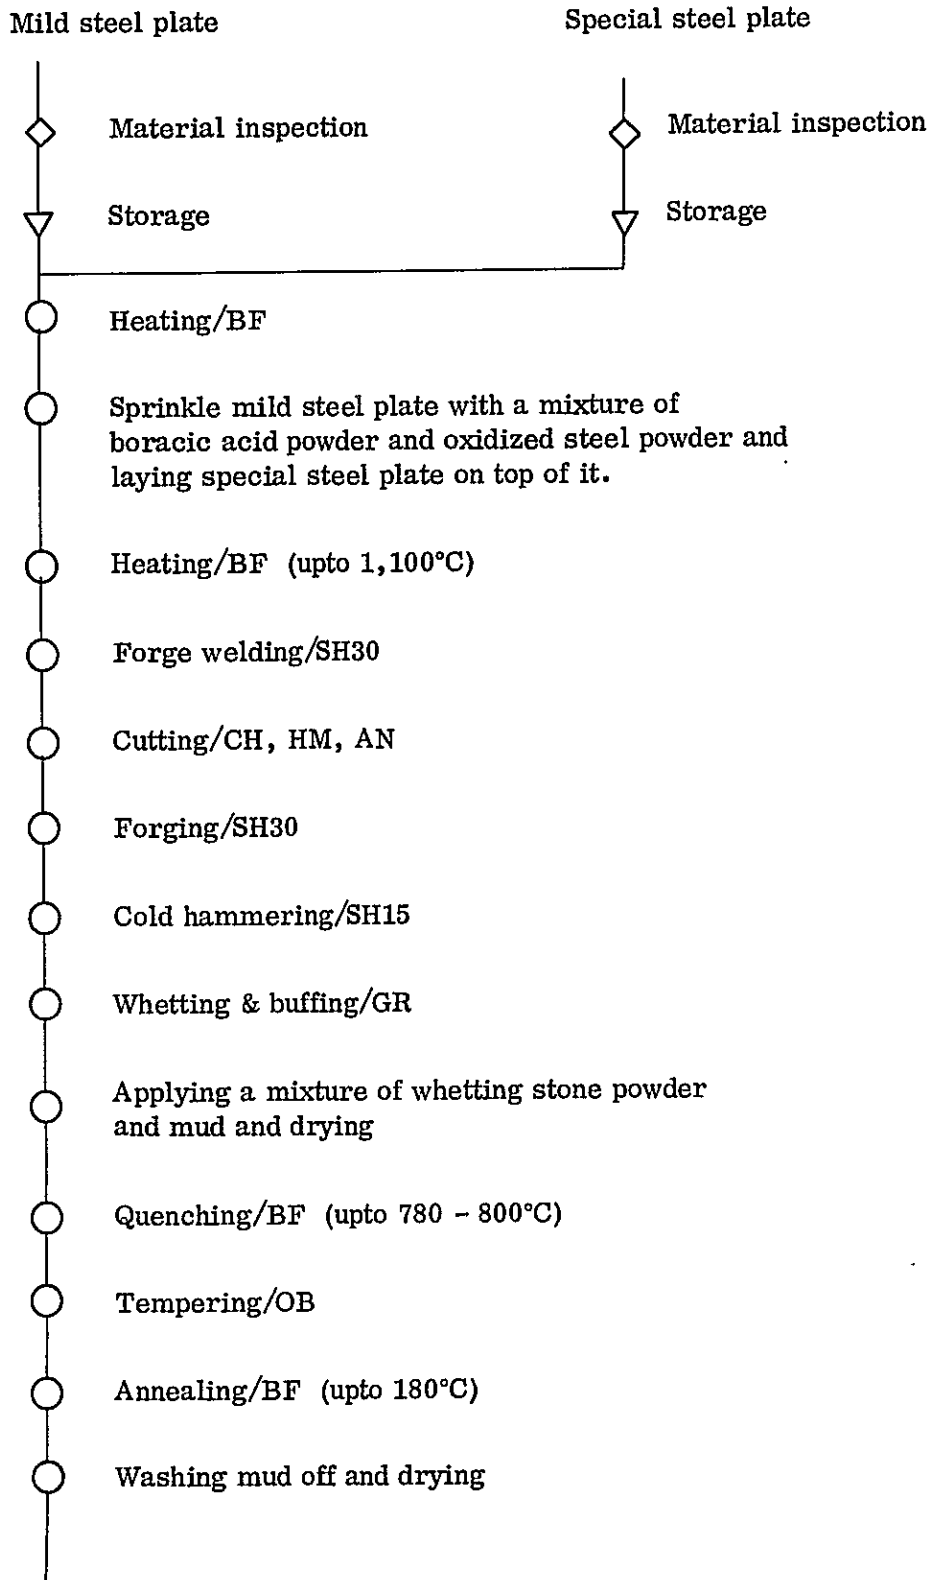 Mild steel plate
Special steel plate
Material inspection
Material inspection
Storage
Storage
Heating/BF
Sprinkle mild steel plate with a mixture of
boracic acid powder and oxidized steel powder and
laying special steel plate on top of it.
Heating/BF (upto 1,100°C)
Forge welding/SH30
Cutting/CH, HM, AN
Forging/SH30
Cold hammering/SH15
Whetting & buffing/GR
Applying a mixture of whetting stone powder
and mud and drying
Quenching/BF (upto 780 - 800°C)
Tempering/OB
Annealing/BF (upto 180°C)
Washing mud off and drying